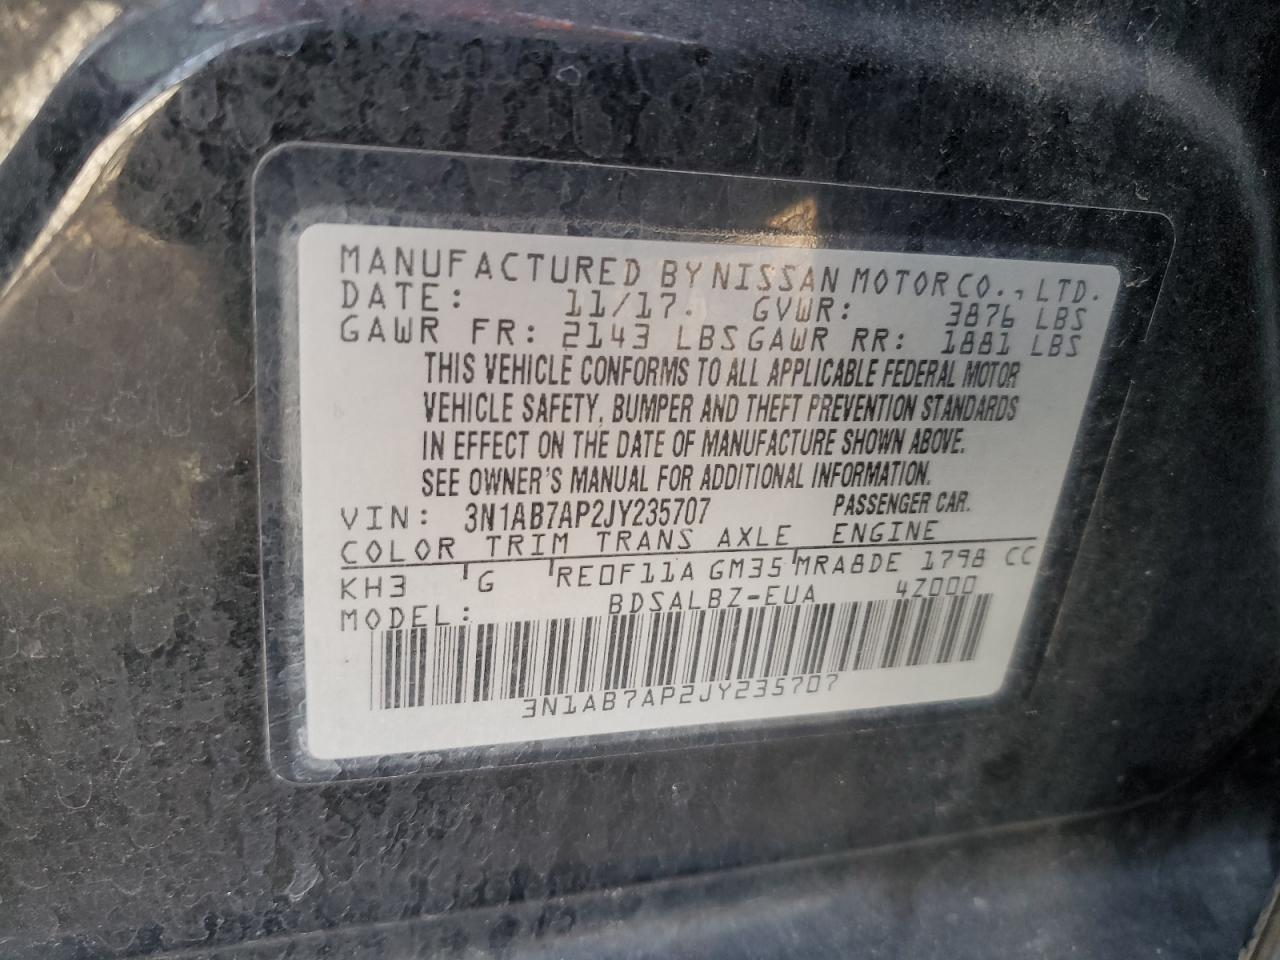 MANUFACTURED BY NISSAN MOTOR CO., LTD.
DATE: 11/17. GVWR: 3876 LBS
GAWR FR: 2143 LBS GAWR RR: 1881 LBS
THIS VEHICLE CONFORMS TO ALL APPLICABLE FEDERAL MOTOR
VEHICLE SAFETY, BUMPER AND THEFT PREVENTION STANDARDS
IN EFFECT ON THE DATE OF MANUFACTURE SHOWN ABOVE.
SEE OWNER'S MANUAL FOR ADDITIONAL INFORMATION.
VIN: 3N1AB7AP2JY235707 PASSENGER CAR.
COLOR TRIM TRANS AXLE ENGINE
KH3 G RE0F11A GM35 MRA8DE 1798 CC
MODEL: BDSALBZ-EUA 4Z000
3N1AB7AP2JY235707